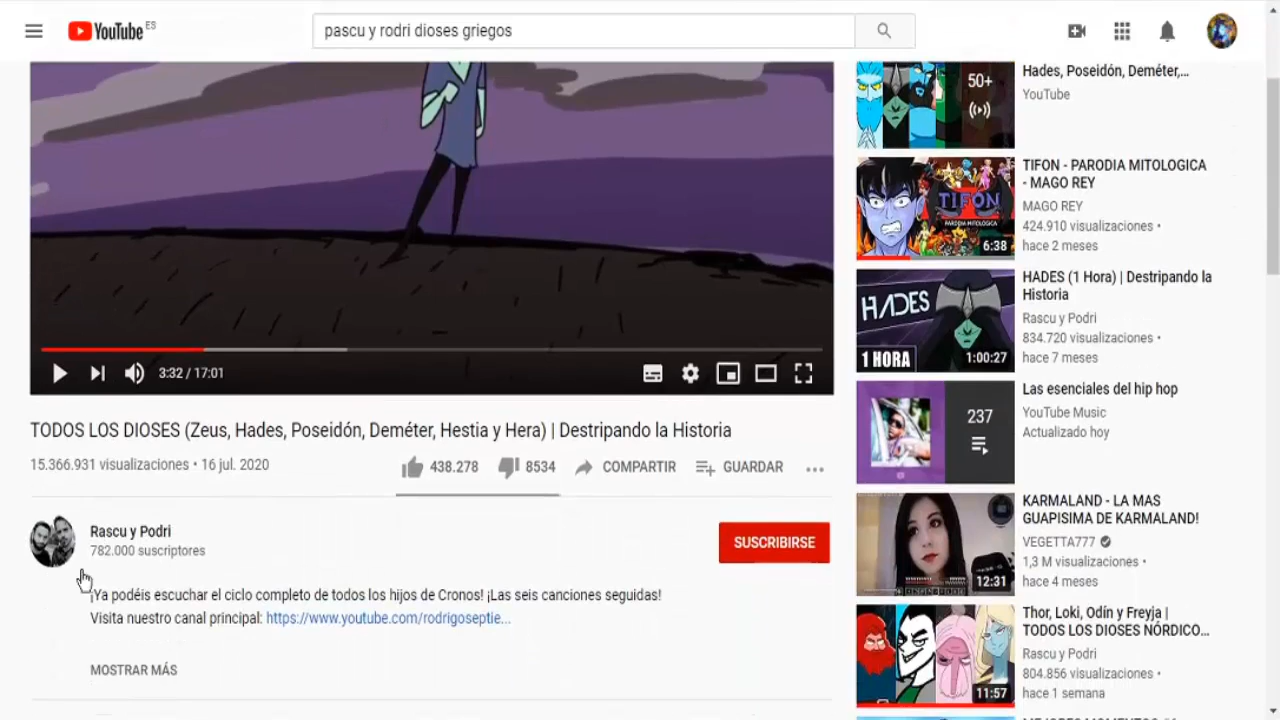 YouTube ES
pascu y rodri dioses griegos
3:32 / 17:01
TODOS LOS DIOSES (Zeus, Hades, Poseidón, Deméter, Hestia y Hera) | Destripando la Historia
15.366.931 visualizaciones • 16 jul. 2020
438.278
8534
COMPARTIR
GUARDAR
Rascu y Podri
782.000 suscriptores
SUSCRIBIRSE
¡Ya podéis escuchar el ciclo completo de todos los hijos de Cronos! ¡Las seis canciones seguidas!
Visita nuestro canal principal: https://www.youtube.com/rodrigoseptie...
MOSTRAR MÁS
50+
Hades, Poseidón, Deméter,...
YouTube
TIFON
PARODIA MITOLOGICA
6:38
TIFON - PARODIA MITOLOGICA
- MAGO REY
MAGO REY
424.910 visualizaciones •
hace 2 meses
HADES
1 HORA
1:00:27
HADES (1 Hora) | Destripando la
Historia
Rascu y Podri
834.720 visualizaciones •
hace 7 meses
237
Las esenciales del hip hop
YouTube Music
Actualizado hoy
12:31
KARMALAND - LA MAS
GUAPISIMA DE KARMALAND!
VEGETTA777
1,3 M visualizaciones •
hace 4 meses
11:57
Thor, Loki, Odín y Freyja |
TODOS LOS DIOSES NÓRDICO...
Rascu y Podri
804.856 visualizaciones •
hace 1 semana